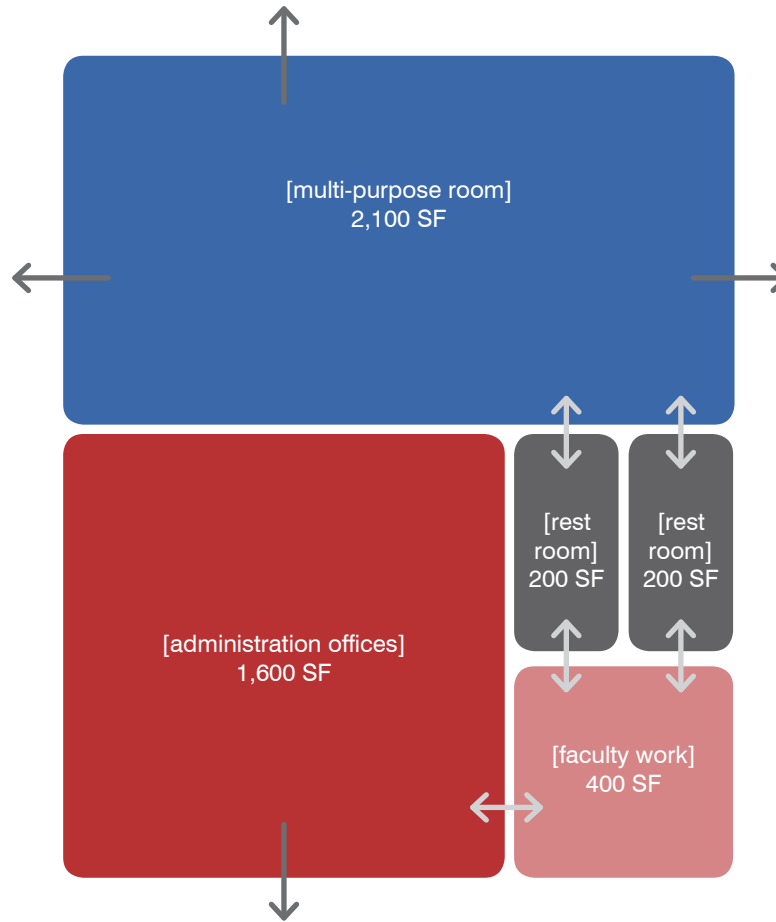 [multi-purpose room]
2,100 SF
[rest
room]
200 SF
[rest
room]
200 SF
[administration offices]
1,600 SF
[faculty work]
400 SF